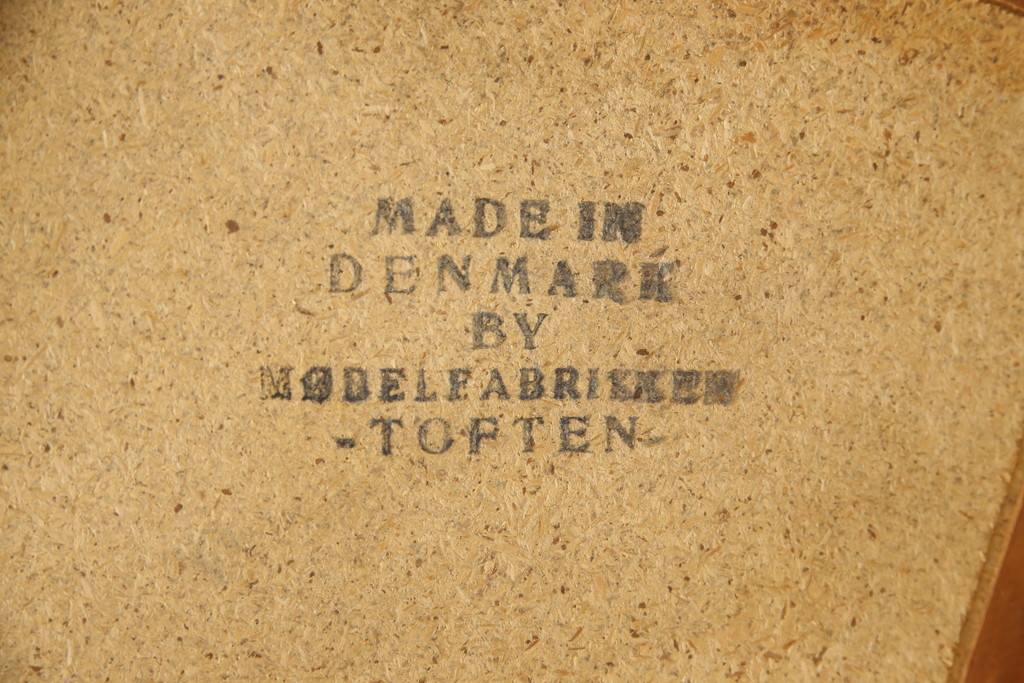 MADE IN
DENMARK
BY
MØBELFABRIKKEN
-TOFTEN-